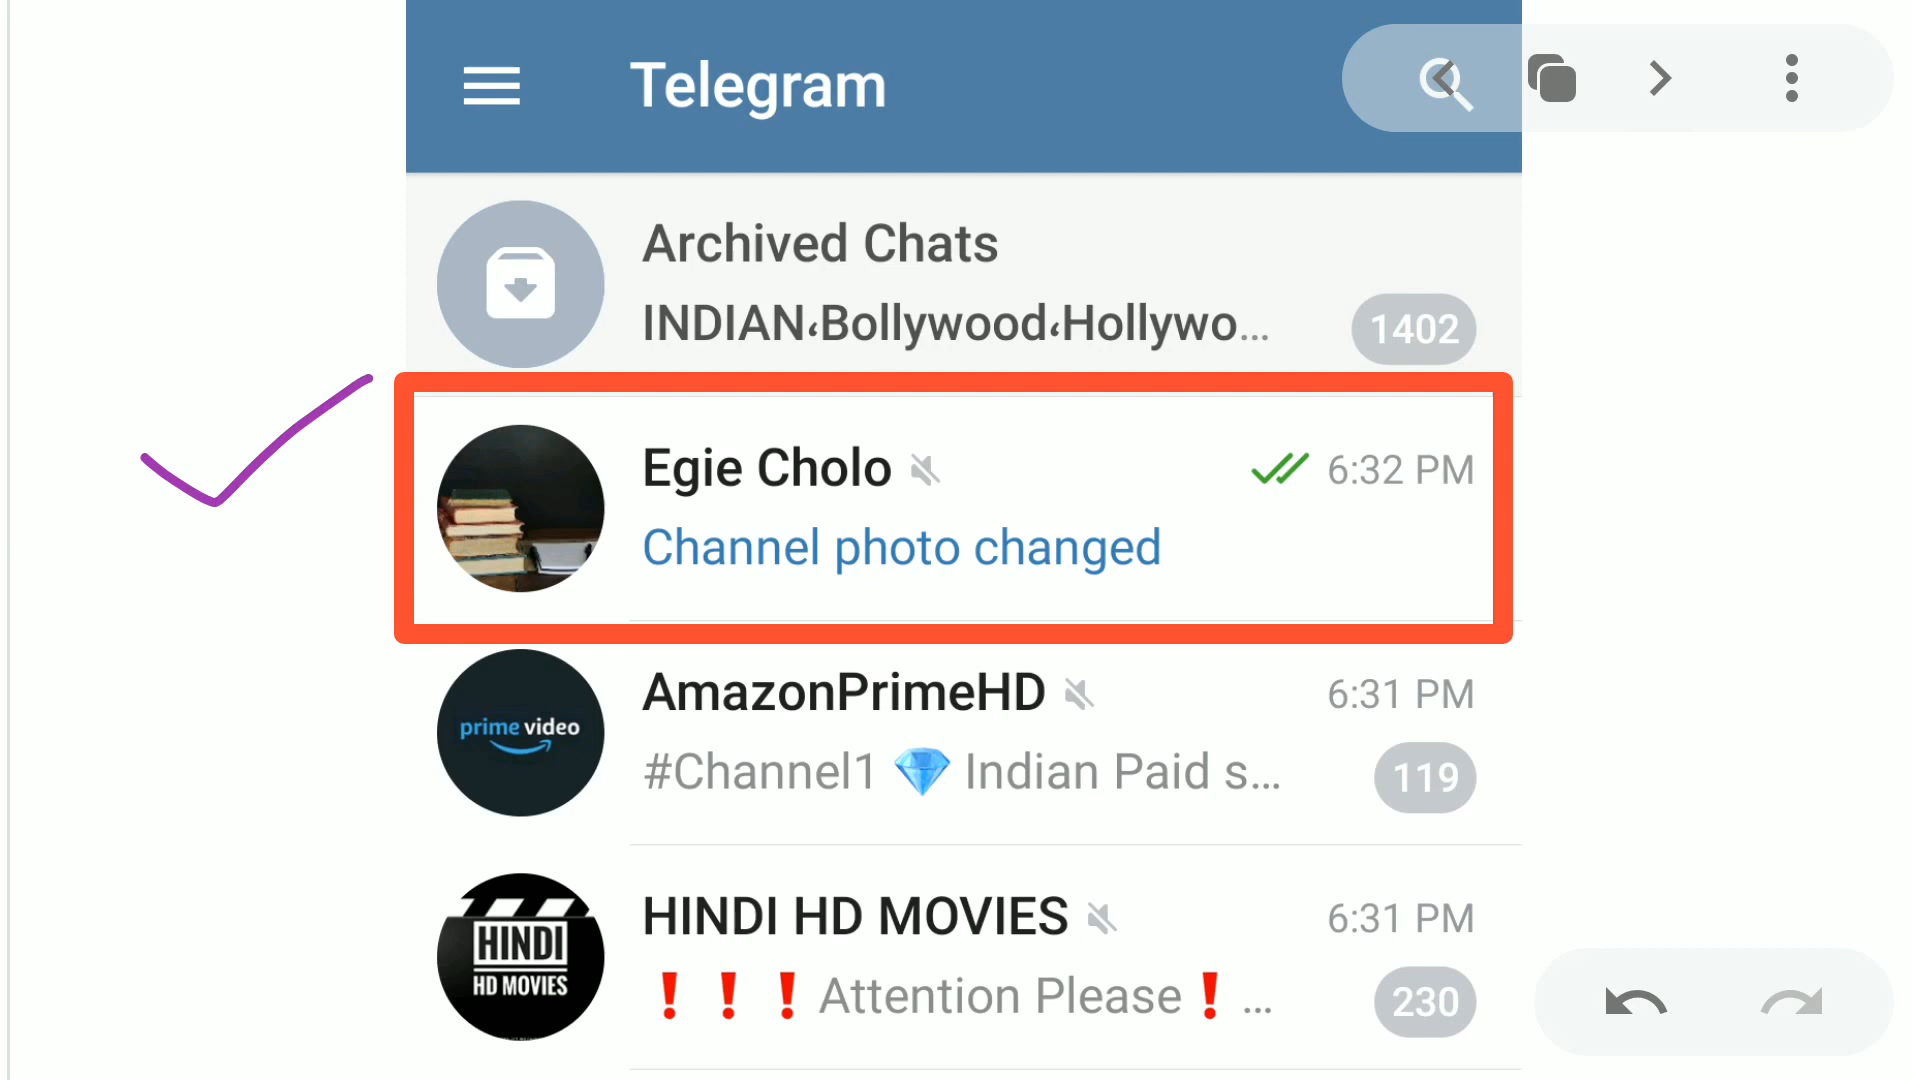 Telegram
Archived Chats
INDIAN،Bollywood،Hollywo...
1402
Egie Cholo
6:32 PM
Channel photo changed
prime video
AmazonPrimeHD
6:31 PM
#Channel1 💎 Indian Paid s...
119
HINDI
HD MOVIES
HINDI HD MOVIES
6:31 PM
❗❗❗Attention Please❗...
230